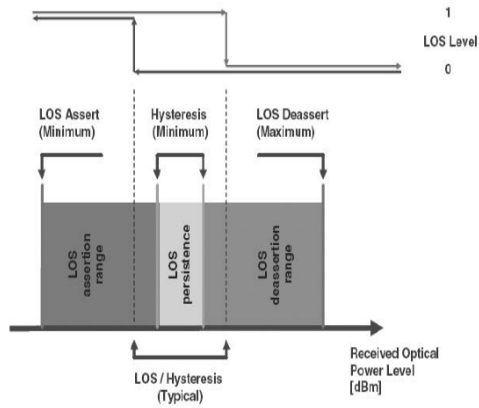 1
LOS Level
0
LOS Assert
(Minimum)
Hysteresis
(Minimum)
LOS Deassert
(Maximum)
LOS
assertion
range
LOS
persistence
LOS
deassertion
range
Received Optical
Power Level
[dBm]
LOS / Hysteresis
(Typical)